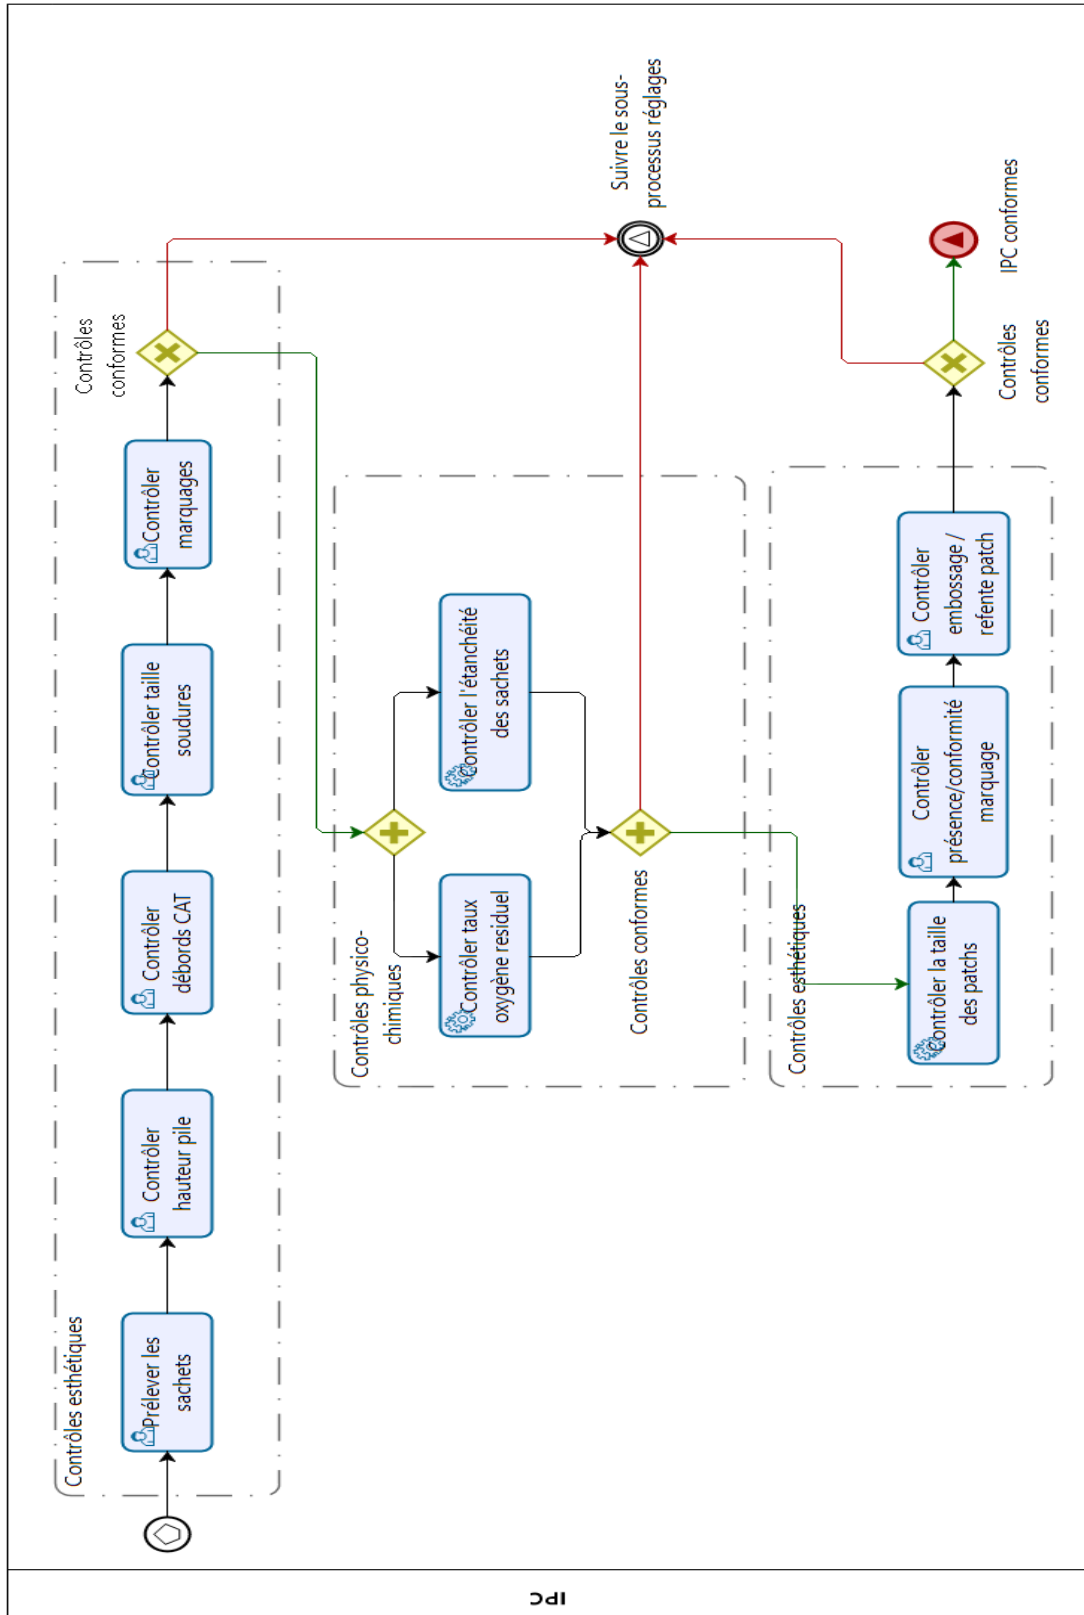 IPC
Contrôles esthétiques
Prélever les
sachets
Contrôler
hauteur pile
Contrôler
débords CAT
Contrôler taille
soudures
Contrôler
marquages
Contrôles
conformes
Suivre le sous-
processus réglages
Contrôles physico-
chimiques
Contrôler taux
oxygène residuel
Contrôler l'étanchéité
des sachets
Contrôles conformes
Contrôles esthétiques
Contrôler la taille
des patchs
Contrôler
présence/conformité
marquage
Contrôler
embossage /
refente patch
Contrôles
conformes
IPC conformes